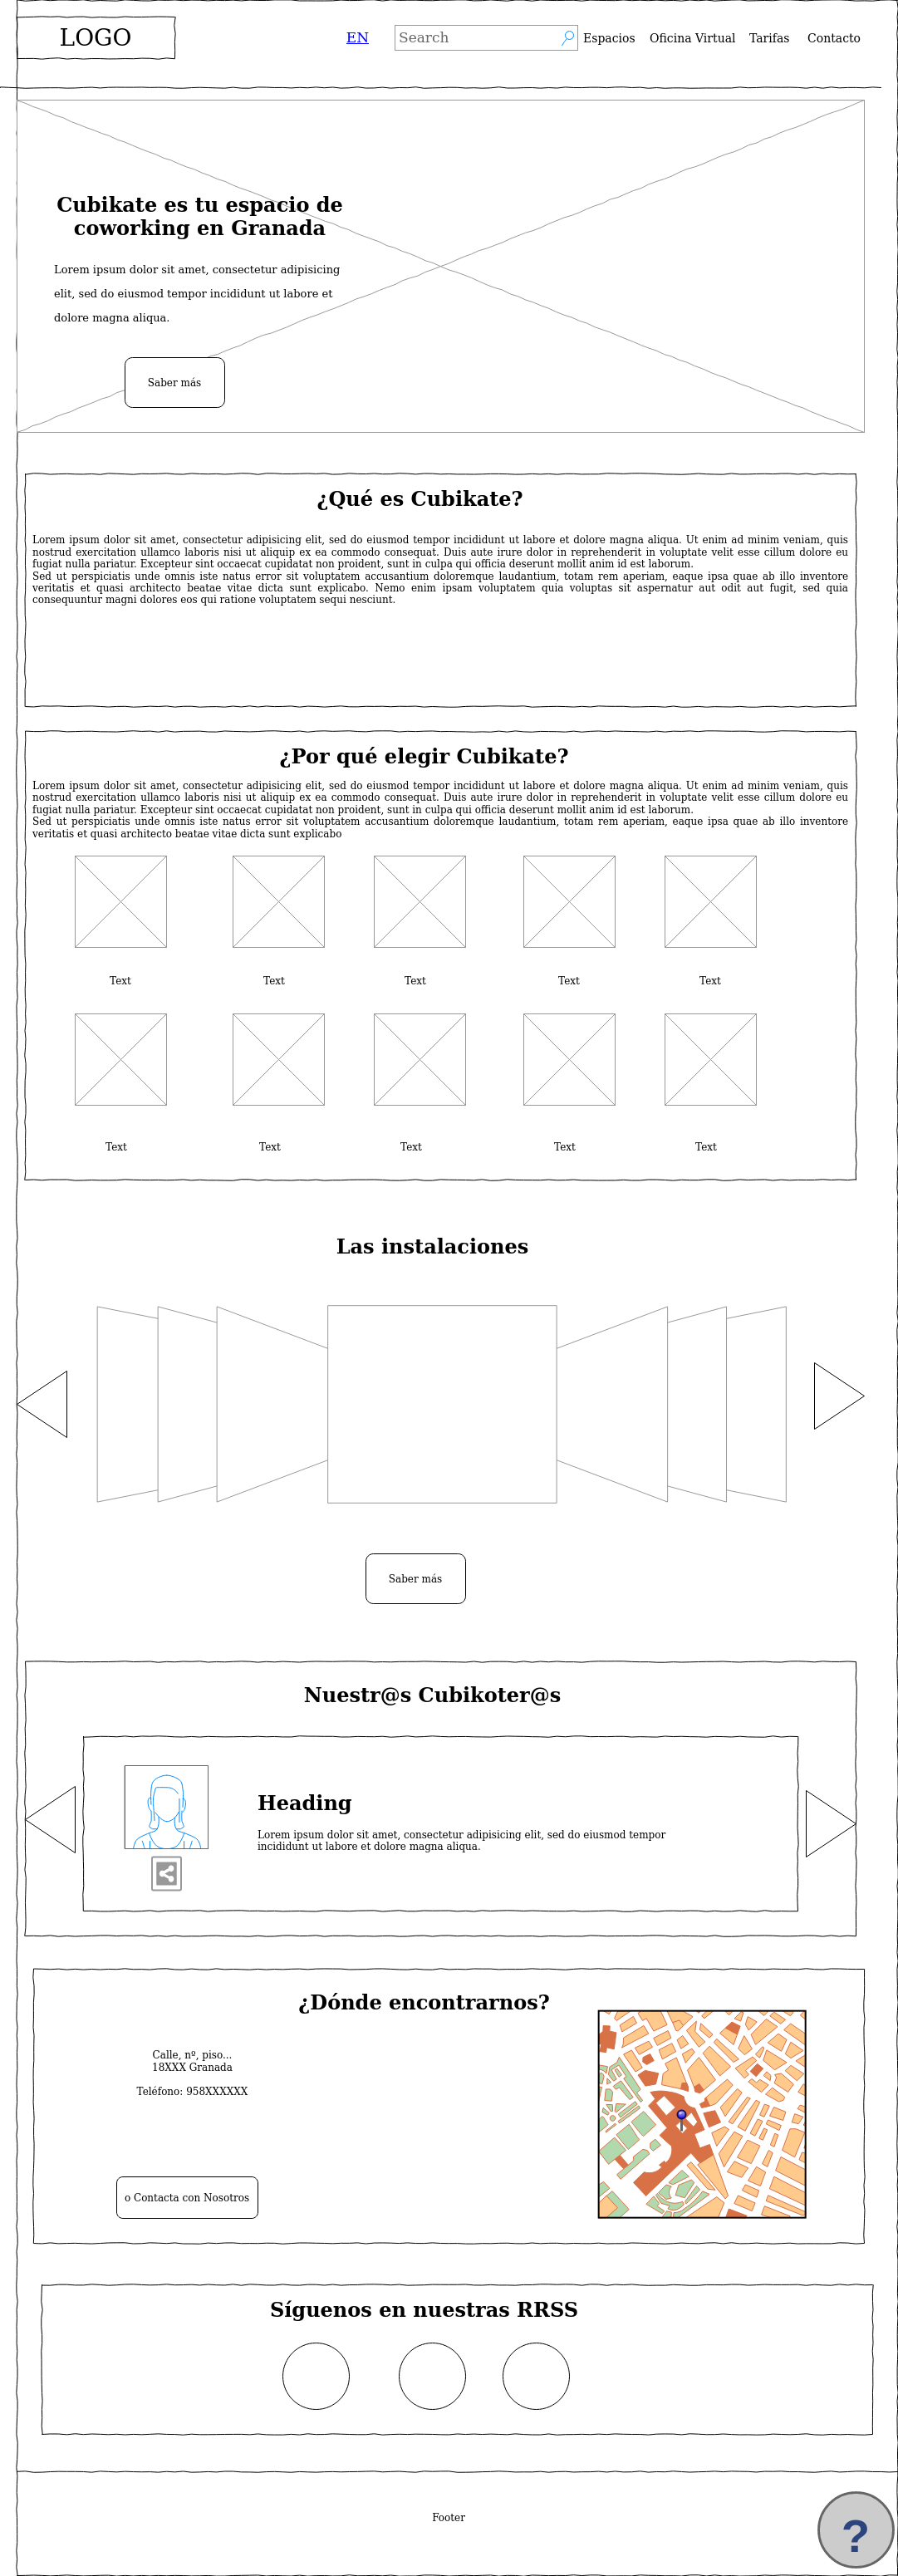 LOGO
EN
Search
Espacios
Oficina Virtual
Tarifas
Contacto
Cubikate es tu espacio de
coworking en Granada
Lorem ipsum dolor sit amet, consectetur adipisicing
elit, sed do eiusmod tempor incididunt ut labore et
dolore magna aliqua.
Saber más
¿Qué es Cubikate?
Lorem ipsum dolor sit amet, consectetur adipisicing elit, sed do eiusmod tempor incididunt ut labore et dolore magna aliqua. Ut enim ad minim veniam, quis
nostrud exercitation ullamco laboris nisi ut aliquip ex ea commodo consequat. Duis aute irure dolor in reprehenderit in voluptate velit esse cillum dolore eu
fugiat nulla pariatur. Excepteur sint occaecat cupidatat non proident, sunt in culpa qui officia deserunt mollit anim id est laborum.
Sed ut perspiciatis unde omnis iste natus error sit voluptatem accusantium doloremque laudantium, totam rem aperiam, eaque ipsa quae ab illo inventore
veritatis et quasi architecto beatae vitae dicta sunt explicabo. Nemo enim ipsam voluptatem quia voluptas sit aspernatur aut odit aut fugit, sed quia
consequuntur magni dolores eos qui ratione voluptatem sequi nesciunt.
¿Por qué elegir Cubikate?
Lorem ipsum dolor sit amet, consectetur adipisicing elit, sed do eiusmod tempor incididunt ut labore et dolore magna aliqua. Ut enim ad minim veniam, quis
nostrud exercitation ullamco laboris nisi ut aliquip ex ea commodo consequat. Duis aute irure dolor in reprehenderit in voluptate velit esse cillum dolore eu
fugiat nulla pariatur. Excepteur sint occaecat cupidatat non proident, sunt in culpa qui officia deserunt mollit anim id est laborum.
Sed ut perspiciatis unde omnis iste natus error sit voluptatem accusantium doloremque laudantium, totam rem aperiam, eaque ipsa quae ab illo inventore
veritatis et quasi architecto beatae vitae dicta sunt explicabo
Text
Text
Text
Text
Text
Text
Text
Text
Text
Text
Las instalaciones
Saber más
Nuestr@s Cubikoter@s
Heading
Lorem ipsum dolor sit amet, consectetur adipisicing elit, sed do eiusmod tempor
incididunt ut labore et dolore magna aliqua.
¿Dónde encontrarnos?
Calle, nº, piso...
18XXX Granada
Teléfono: 958XXXXXX
o Contacta con Nosotros
Síguenos en nuestras RRSS
Footer
?